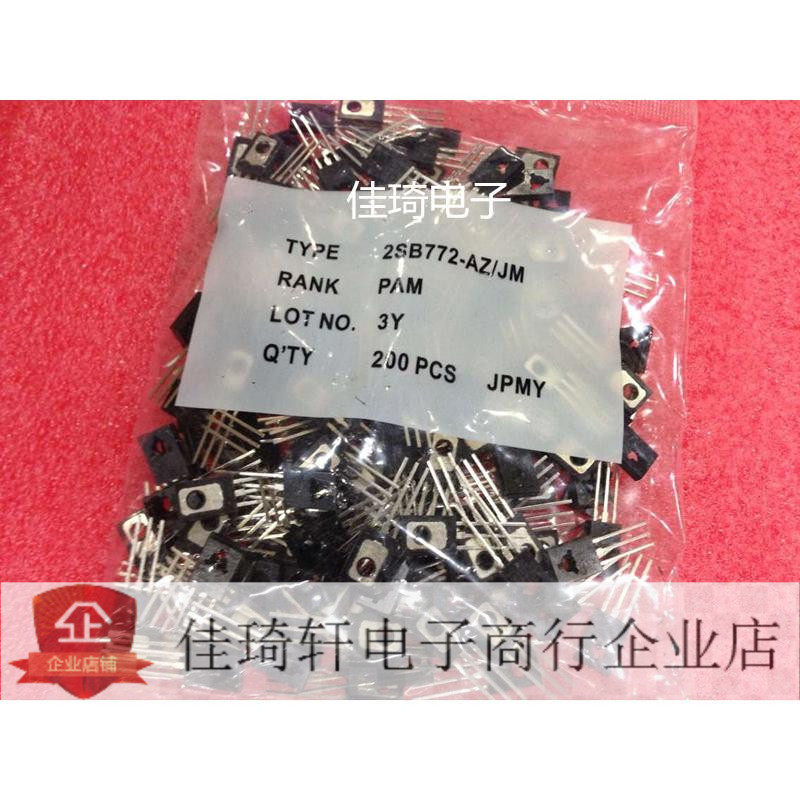 佳琦电子
TYPE 2SB772-AZ/JM
RANK PAM
LOT NO. 3Y
Q'TY 200 PCS JPMY
企
企业店铺
佳琦轩电子商行企业店